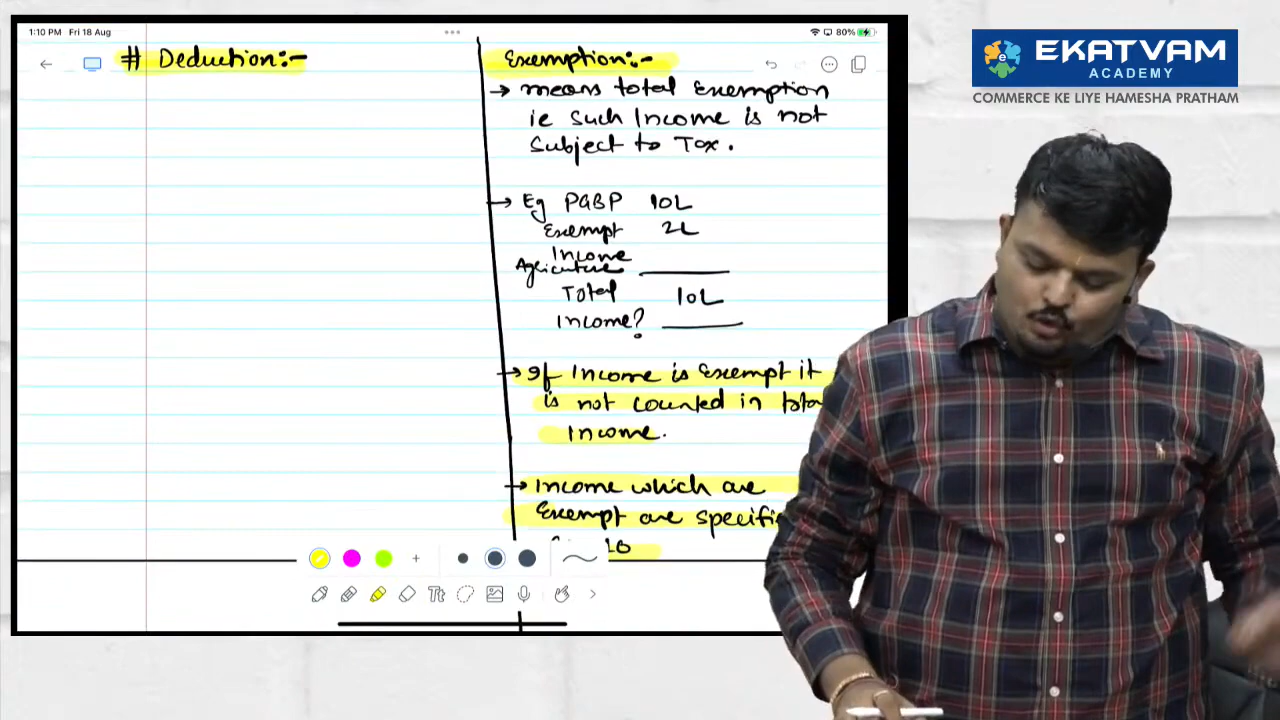 1:10 PM Fri 18 Aug
80%
# Deduction:-
Exemption:-
→ means total Exemption
ie such Income is not
Subject to Tax.
→ Eg PGBP 10L
Exempt 2L
Income
Agriculture
Total 10L
Income?
→ If Income is Exempt it
is not counted in
Income.
→ Income which are
Exempt are
10
Tt
EKATVAM
ACADEMY
COMMERCE KE LIYE HAMESHA PRATHAM